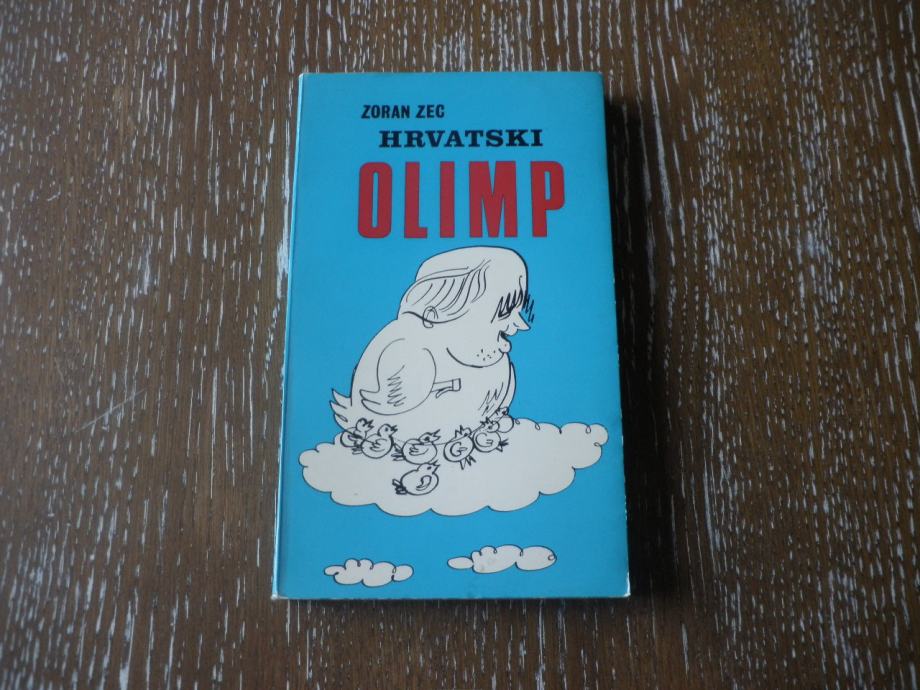 ZORAN ZEC
HRVATSKI
OLIMP